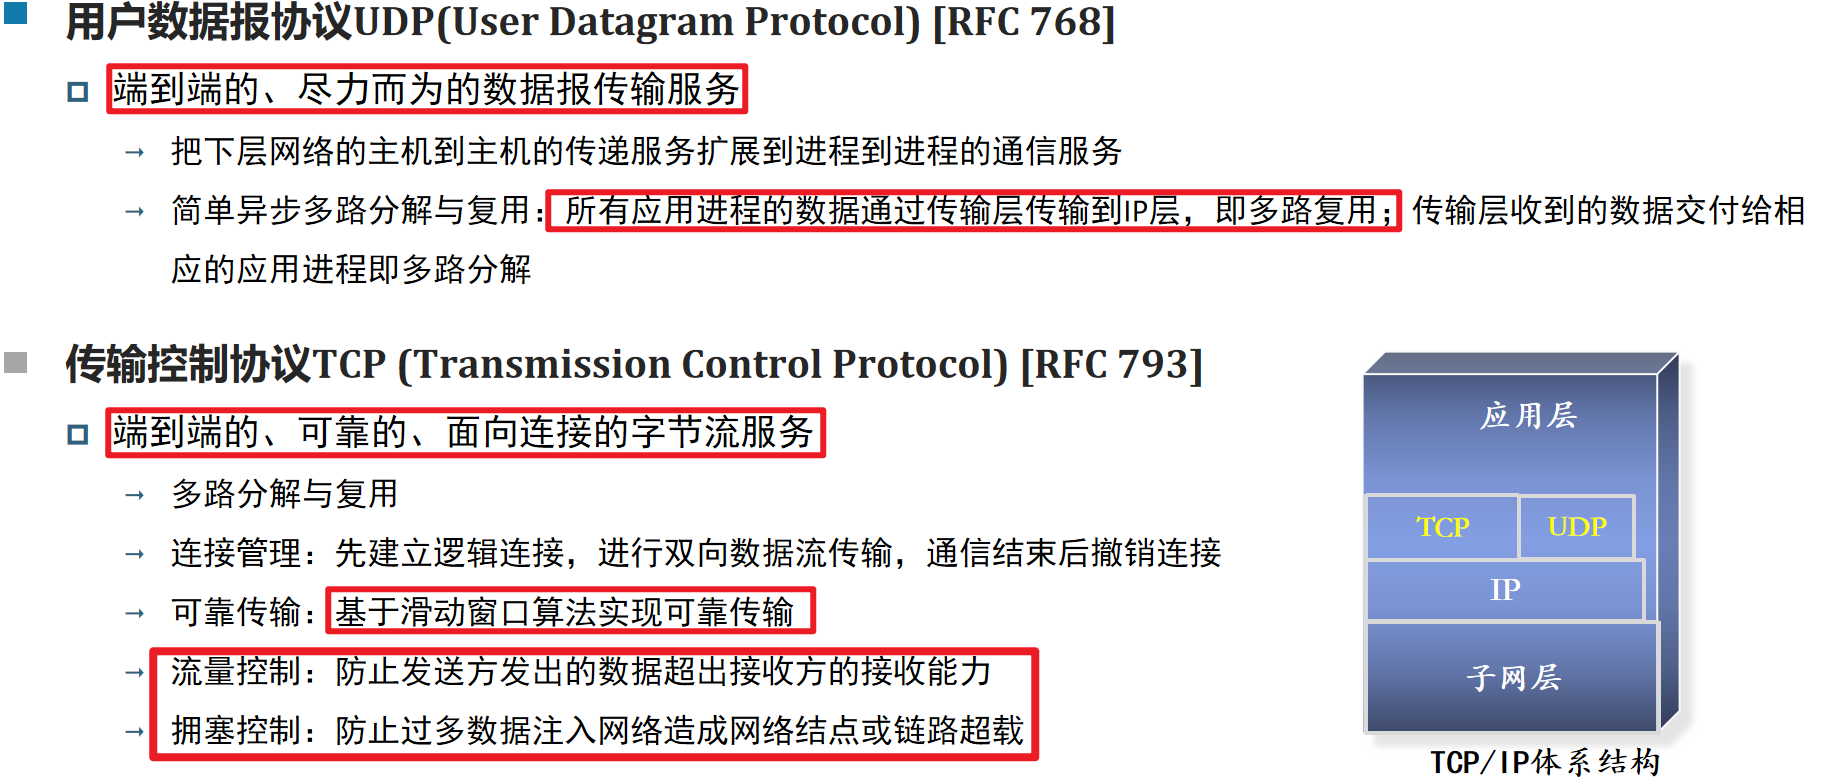 用户数据报协议UDP(User Datagram Protocol) [RFC 768]
端到端的、尽力而为的数据报传输服务
→ 把下层网络的主机到主机的传递服务扩展到进程到进程的通信服务
→ 简单异步多路分解与复用：所有应用进程的数据通过传输层传输到IP层，即多路复用；传输层收到的数据交付给相
应的应用进程即多路分解
传输控制协议TCP (Transmission Control Protocol) [RFC 793]
端到端的、可靠的、面向连接的字节流服务
→ 多路分解与复用
→ 连接管理：先建立逻辑连接，进行双向数据流传输，通信结束后撤销连接
→ 可靠传输：基于滑动窗口算法实现可靠传输
→ 流量控制：防止发送方发出的数据超出接收方的接收能力
→ 拥塞控制：防止过多数据注入网络造成网络结点或链路超载
应用层
TCP UDP
IP
子网层
TCP/IP体系结构